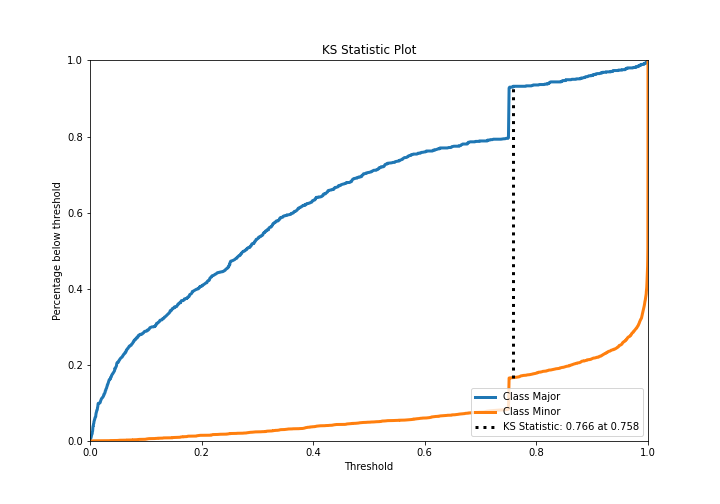 KS Statistic Plot
1.0
0.8
0.6
0.4
0.2
0.0
Percentage below threshold
0.0 0.2 0.4 0.6 0.8 1.0
Threshold
Class Major
Class Minor
KS Statistic: 0.766 at 0.758